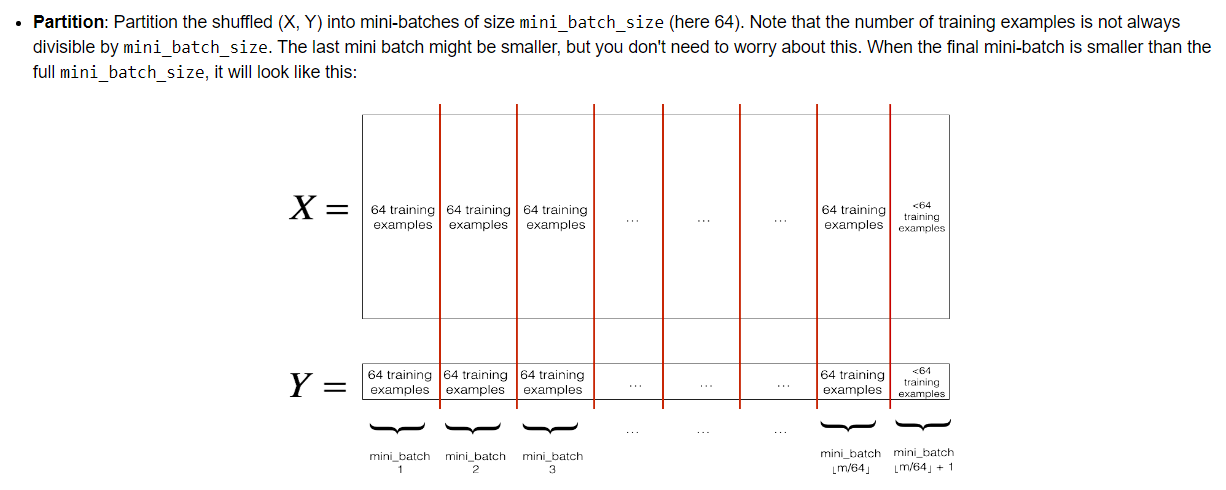 • Partition: Partition the shuffled (X, Y) into mini-batches of size mini_batch_size (here 64). Note that the number of training examples is not always
divisible by mini_batch_size. The last mini batch might be smaller, but you don't need to worry about this. When the final mini-batch is smaller than the
full mini_batch_size, it will look like this:
X =
64 training
examples
64 training
examples
64 training
examples
...
...
...
64 training
examples
<64
training
examples
Y =
64 training
examples
64 training
examples
64 training
examples
...
...
...
64 training
examples
<64
training
examples
...
...
...
mini_batch
1
mini_batch
2
mini_batch
3
mini_batch
⌊m/64⌋
mini_batch
⌊m/64⌋ + 1